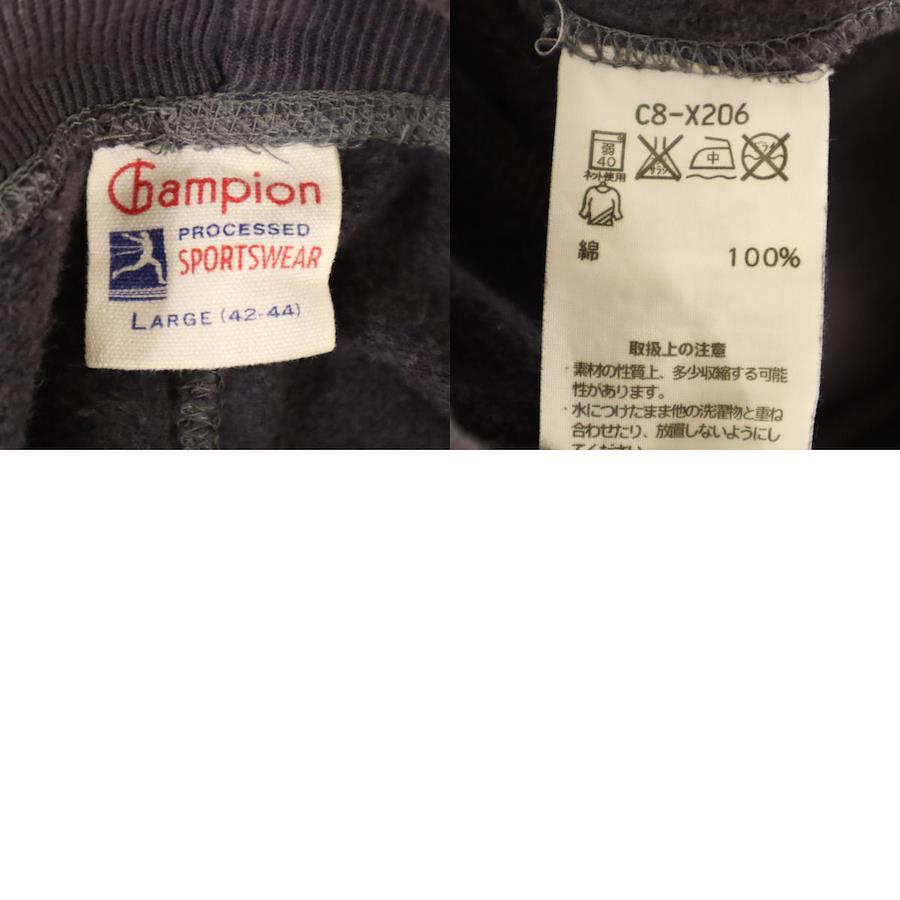 Champion
PROCESSED
SPORTSWEAR
LARGE (42-44)
C8-X206
弱
40
中
ネット使用
綿 100%
取扱上の注意
・素材の性質上、多少収縮する可能
性があります。
・水につけたまま他の洗濯物と重ね
合わせたり、放置しないようにし